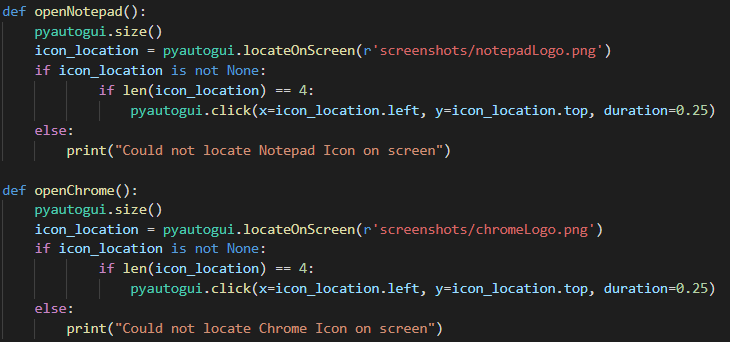 def openNotepad():
    pyautogui.size()
    icon_location = pyautogui.locateOnScreen(r'screenshots/notepadLogo.png')
    if icon_location is not None:
            if len(icon_location) == 4:
                pyautogui.click(x=icon_location.left, y=icon_location.top, duration=0.25)
    else:
        print("Could not locate Notepad Icon on screen")

def openChrome():
    pyautogui.size()
    icon_location = pyautogui.locateOnScreen(r'screenshots/chromeLogo.png')
    if icon_location is not None:
            if len(icon_location) == 4:
                pyautogui.click(x=icon_location.left, y=icon_location.top, duration=0.25)
    else:
        print("Could not locate Chrome Icon on screen")